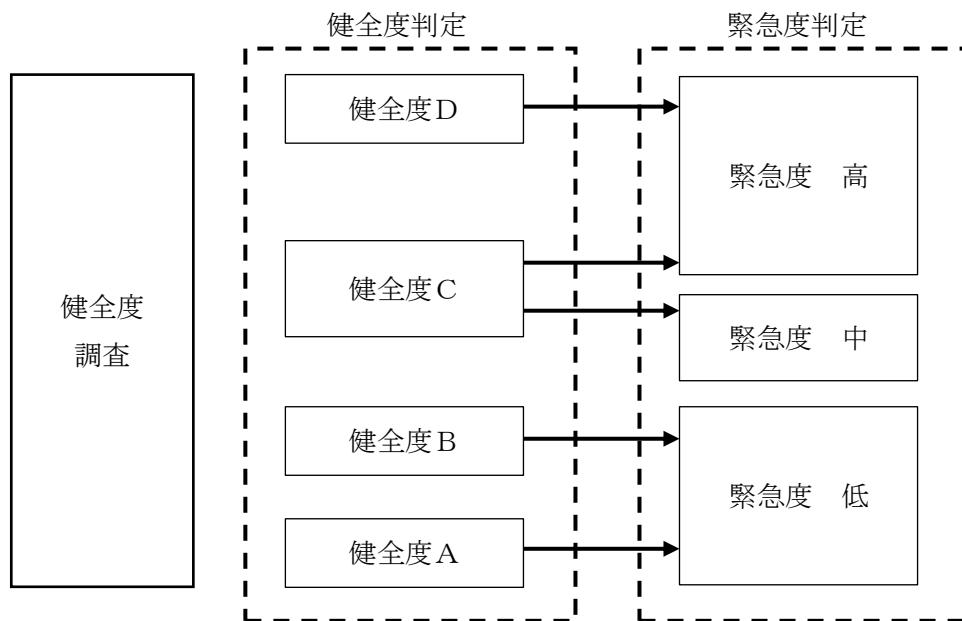 健全度判定
緊急度判定
健全度
調査
健全度D
健全度C
健全度B
健全度A
緊急度　高
緊急度　中
緊急度　低